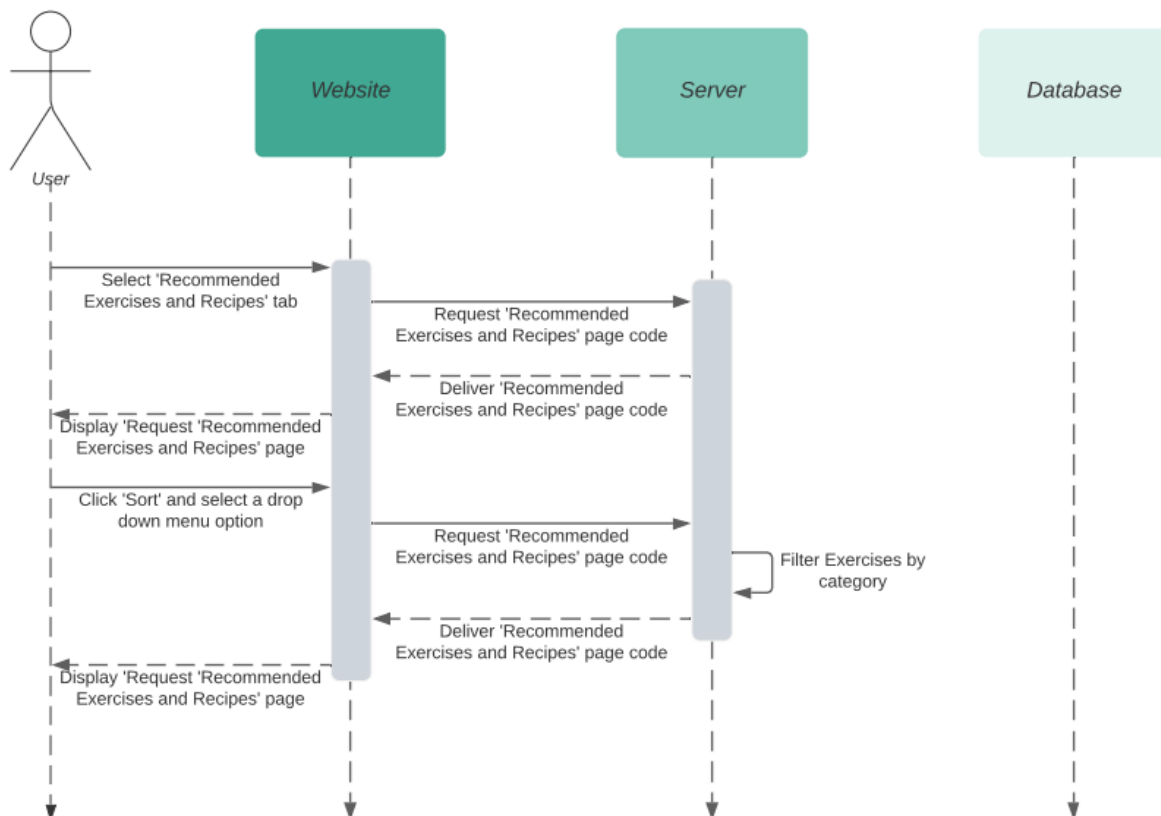 Website
Server
Database
User
Select 'Recommended
Exercises and Recipes' tab
Request 'Recommended
Exercises and Recipes' page code
Deliver 'Recommended
Exercises and Recipes' page code
Display 'Request 'Recommended
Exercises and Recipes' page
Click 'Sort' and select a drop
down menu option
Request 'Recommended
Exercises and Recipes' page code
Filter Exercises by
category
Deliver 'Recommended
Exercises and Recipes' page code
Display 'Request 'Recommended
Exercises and Recipes' page